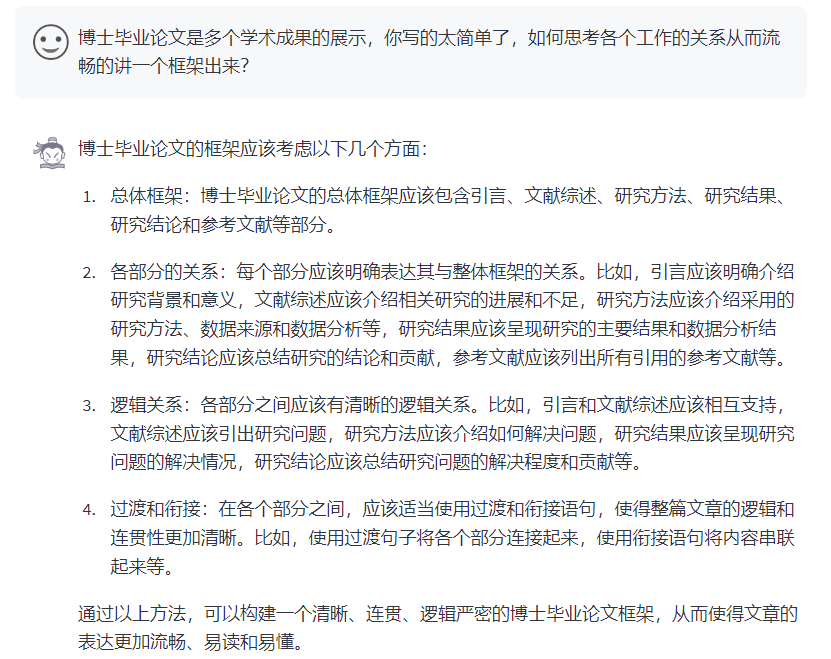 博士毕业论文是多个学术成果的展示，你写的太简单了，如何思考各个工作的关系从而流
畅的讲一个框架出来？
博士毕业论文的框架应该考虑以下几个方面：
1. 总体框架：博士毕业论文的总体框架应该包含引言、文献综述、研究方法、研究结果、
研究结论和参考文献等部分。
2. 各部分的关系：每个部分应该明确表达其与整体框架的关系。比如，引言应该明确介绍
研究背景和意义，文献综述应该介绍相关研究的进展和不足，研究方法应该介绍采用的
研究方法、数据来源和数据分析等，研究结果应该呈现研究的主要结果和数据分析结
果，研究结论应该总结研究的结论和贡献，参考文献应该列出所有引用的参考文献等。
3. 逻辑关系：各部分之间应该有清晰的逻辑关系。比如，引言和文献综述应该相互支持，
文献综述应该引出研究问题，研究方法应该介绍如何解决问题，研究结果应该呈现研究
问题的解决情况，研究结论应该总结研究问题的解决程度和贡献等。
4. 过渡和衔接：在各个部分之间，应该适当使用过渡和衔接语句，使得整篇文章的逻辑和
连贯性更加清晰。比如，使用过渡句子将各个部分连接起来，使用衔接语句将内容串联
起来等。
通过以上方法，可以构建一个清晰、连贯、逻辑严密的博士毕业论文框架，从而使得文章的
表达更加流畅、易读和易懂。